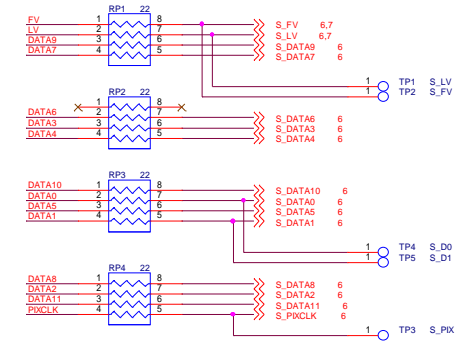 RP1 22
FV 1 8 S_FV 6,7
LV 2 7 S_LV 6,7
DATA9 3 6 S_DATA9 6
DATA7 4 5 S_DATA7 6
1 TP1 S_LV
1 TP2 S_FV
RP2 22
1 8
DATA6 2 7 S_DATA6 6
DATA3 3 6 S_DATA3 6
DATA4 4 5 S_DATA4 6
RP3 22
DATA10 1 8 S_DATA10 6
DATA0 2 7 S_DATA0 6
DATA5 3 6 S_DATA5 6
DATA1 4 5 S_DATA1 6
1 TP4 S_D0
1 TP5 S_D1
RP4 22
DATA8 1 8 S_DATA8 6
DATA2 2 7 S_DATA2 6
DATA11 3 6 S_DATA11 6
PIXCLK 4 5 S_PIXCLK 6
1 TP3 S_PIX